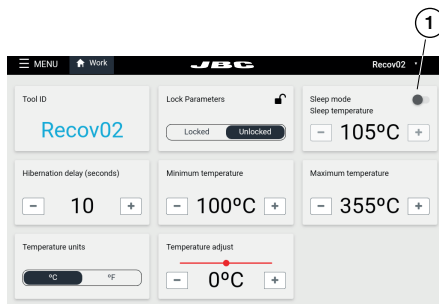 1
MENU Work JBC Recov02
Tool ID
Recov02
Lock Parameters
Locked Unlocked
Sleep mode
Sleep temperature
- 105ºC +
Hibernation delay (seconds)
- 10 +
Minimum temperature
- 100ºC +
Maximum temperature
- 355ºC +
Temperature units
ºC ºF
Temperature adjust
- 0ºC +